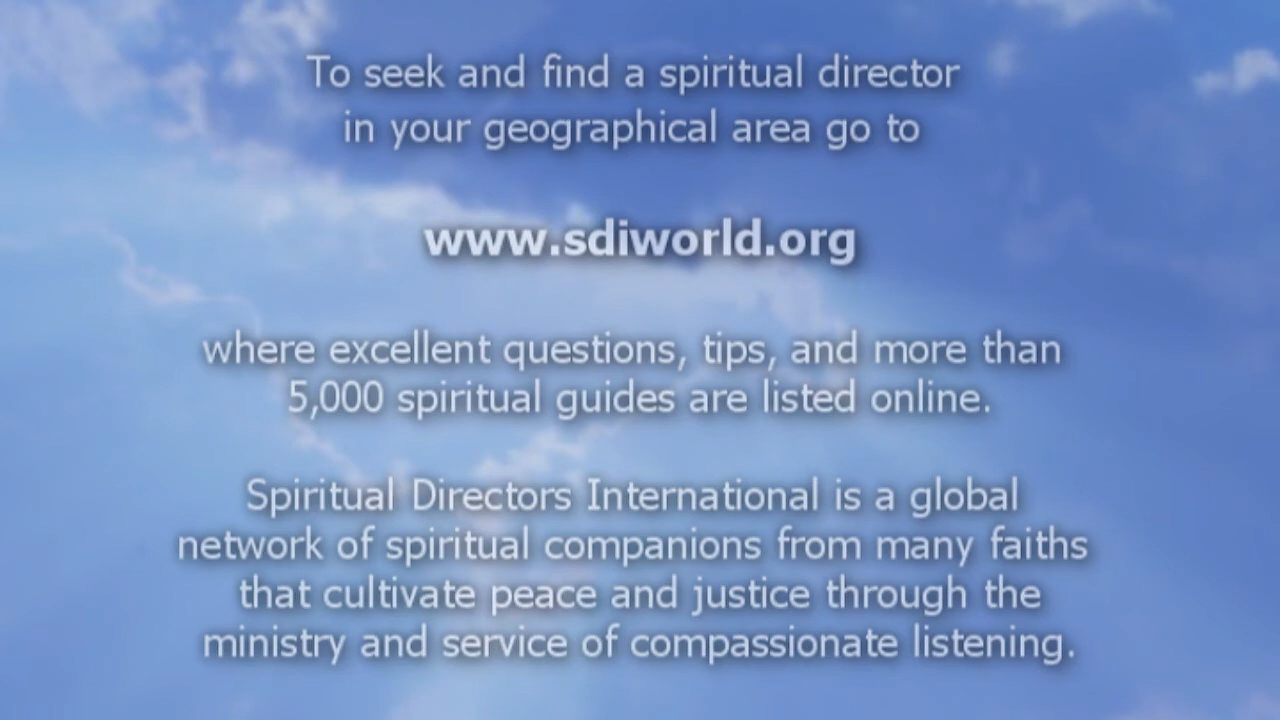 To seek and find a spiritual director
in your geographical area go to
www.sdiworld.org
where excellent questions, tips, and more than
5,000 spiritual guides are listed online.
Spiritual Directors International is a global
network of spiritual companions from many faiths
that cultivate peace and justice through the
ministry and service of compassionate listening.